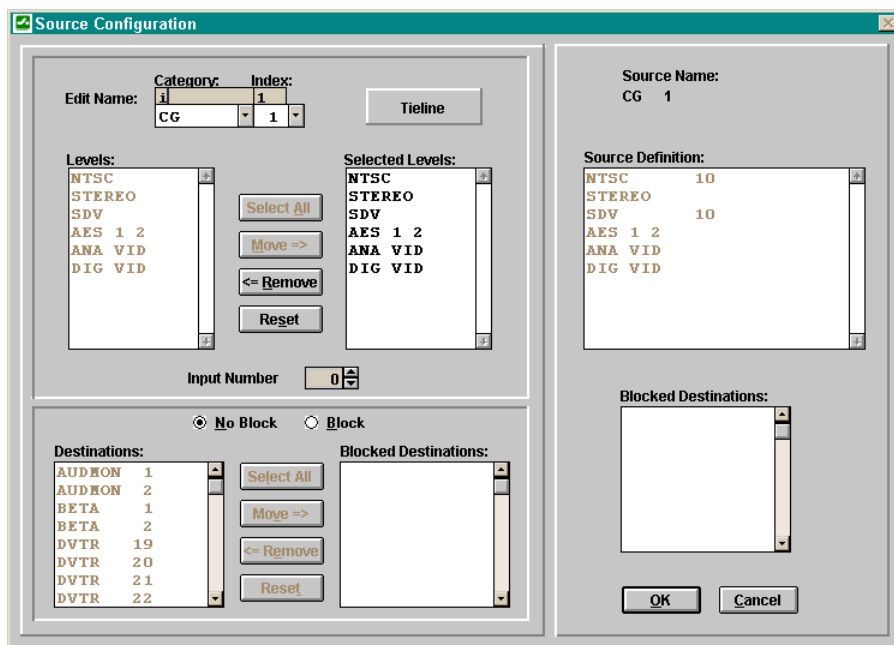 Source Configuration
Category: Index:
Edit Name: i 1
CG 1
Tieline
Levels:
NTSC
STEREO
SDV
AES 1 2
ANA VID
DIG VID
Select All
Move =>
<= Remove
Reset
Selected Levels:
NTSC
STEREO
SDV
AES 1 2
ANA VID
DIG VID
Input Number 0
No Block Block
Destinations:
AUDMON 1
AUDMON 2
BETA 1
BETA 2
DVTR 19
DVTR 20
DVTR 21
DVTR 22
Select All
Move =>
<= Remove
Reset
Blocked Destinations:
Source Name:
CG 1
Source Definition:
NTSC 10
STEREO
SDV 10
AES 1 2
ANA VID
DIG VID
Blocked Destinations:
OK Cancel